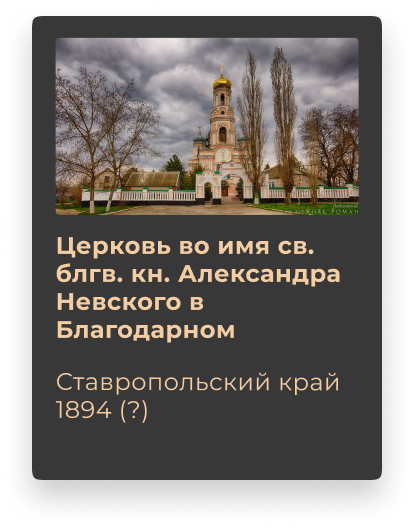 Церковь во имя св.
блгв. кн. Александра
Невского в
Благодарном
Ставропольский край
1894 (?)